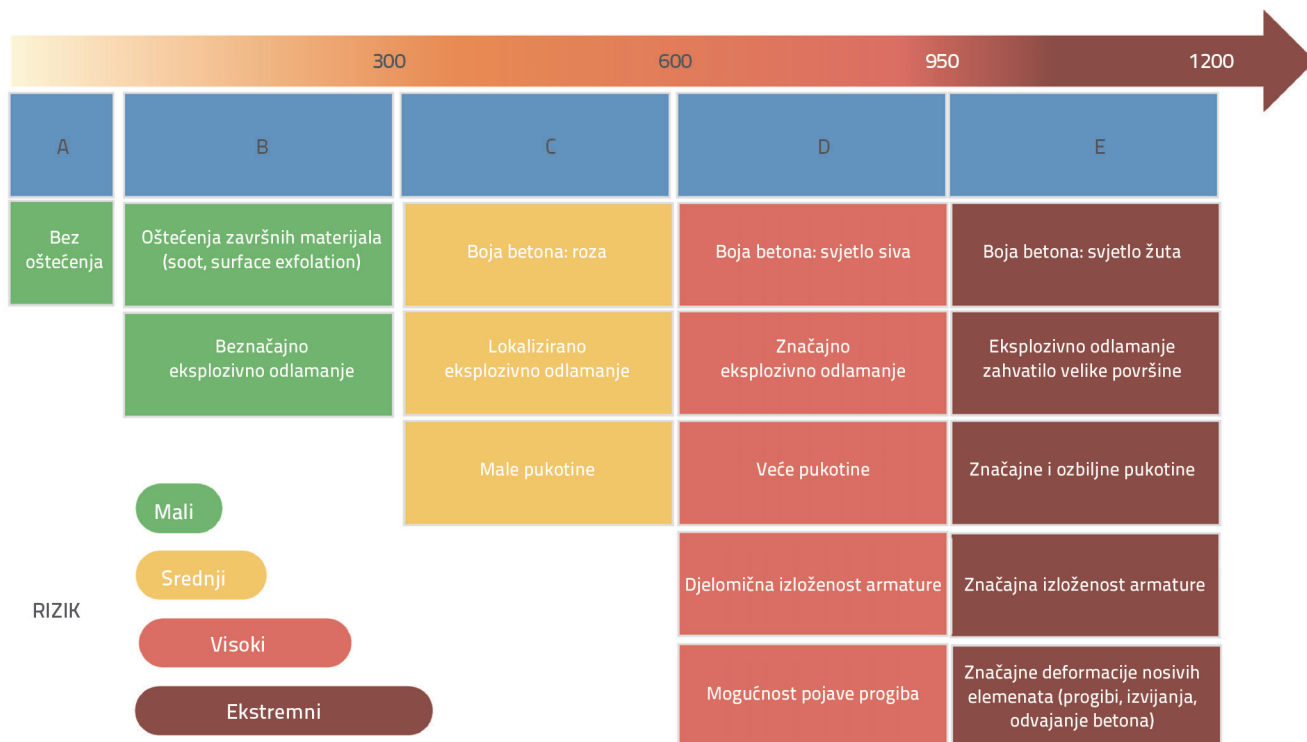 300
600
950
1200
A
B
C
D
E
Bez
oštećenja
Oštećenja završnih materijala
(soot, surface exfolation)
Boja betona: roza
Boja betona: svjetlo siva
Boja betona: svjetlo žuta
Beznačajno
eksplozivno odlamanje
Lokalizirano
eksplozivno odlamanje
Značajno
eksplozivno odlamanje
Eksplozivno odlamanje
zahvatilo velike površine
Male pukotine
Veće pukotine
Značajne i ozbiljne pukotine
Djelomična izloženost armature
Značajna izloženost armature
Mogućnost pojave progiba
Značajne deformacije nosivih
elemenata (progibi, izvijanja,
odvajanje betona)
RIZIK
Mali
Srednji
Visoki
Ekstremni